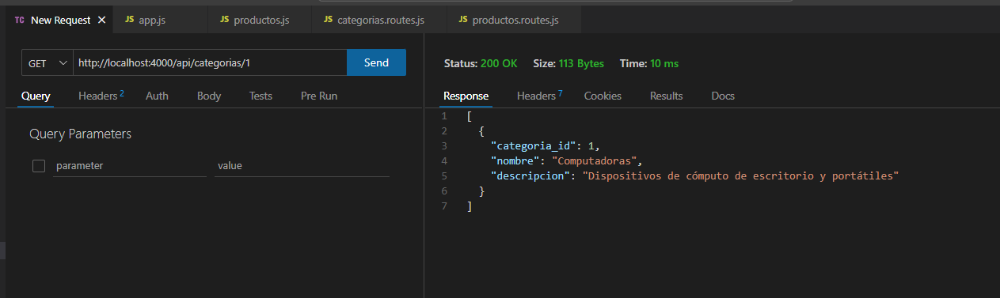 TC New Request
JS app.js
JS productos.js
JS categorias.routes.js
JS productos.routes.js
GET http://localhost:4000/api/categorias/1 Send
Query Headers 2 Auth Body Tests Pre Run
Query Parameters
parameter value
Status: 200 OK Size: 113 Bytes Time: 10 ms
Response Headers 7 Cookies Results Docs
1 [
2 {
3 "categoria_id": 1,
4 "nombre": "Computadoras",
5 "descripcion": "Dispositivos de cómputo de escritorio y portátiles"
6 }
7 ]